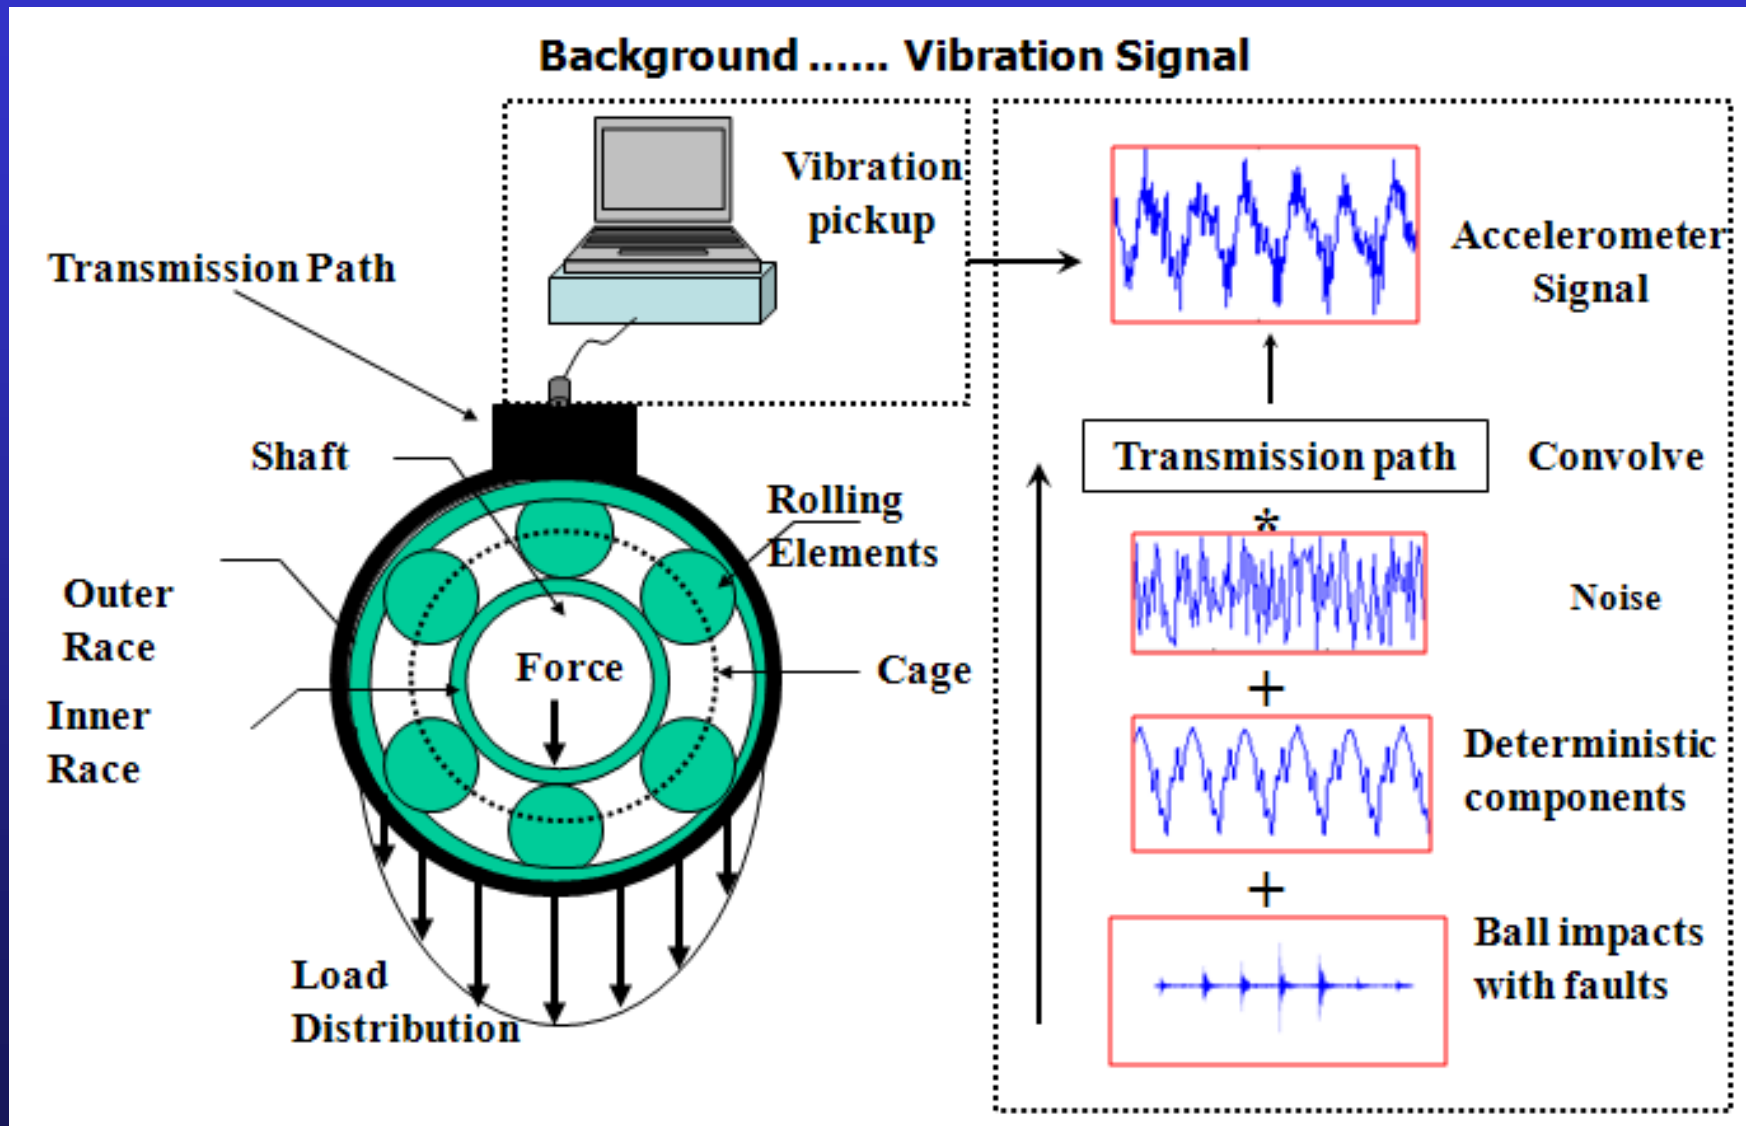 Background ...... Vibration Signal
Vibration
pickup
Transmission Path
Shaft
Rolling
Elements
Outer
Race
Force
Cage
Inner
Race
Load
Distribution
Accelerometer
Signal
Transmission path
Convolve
*
Noise
+
Deterministic
components
+
Ball impacts
with faults